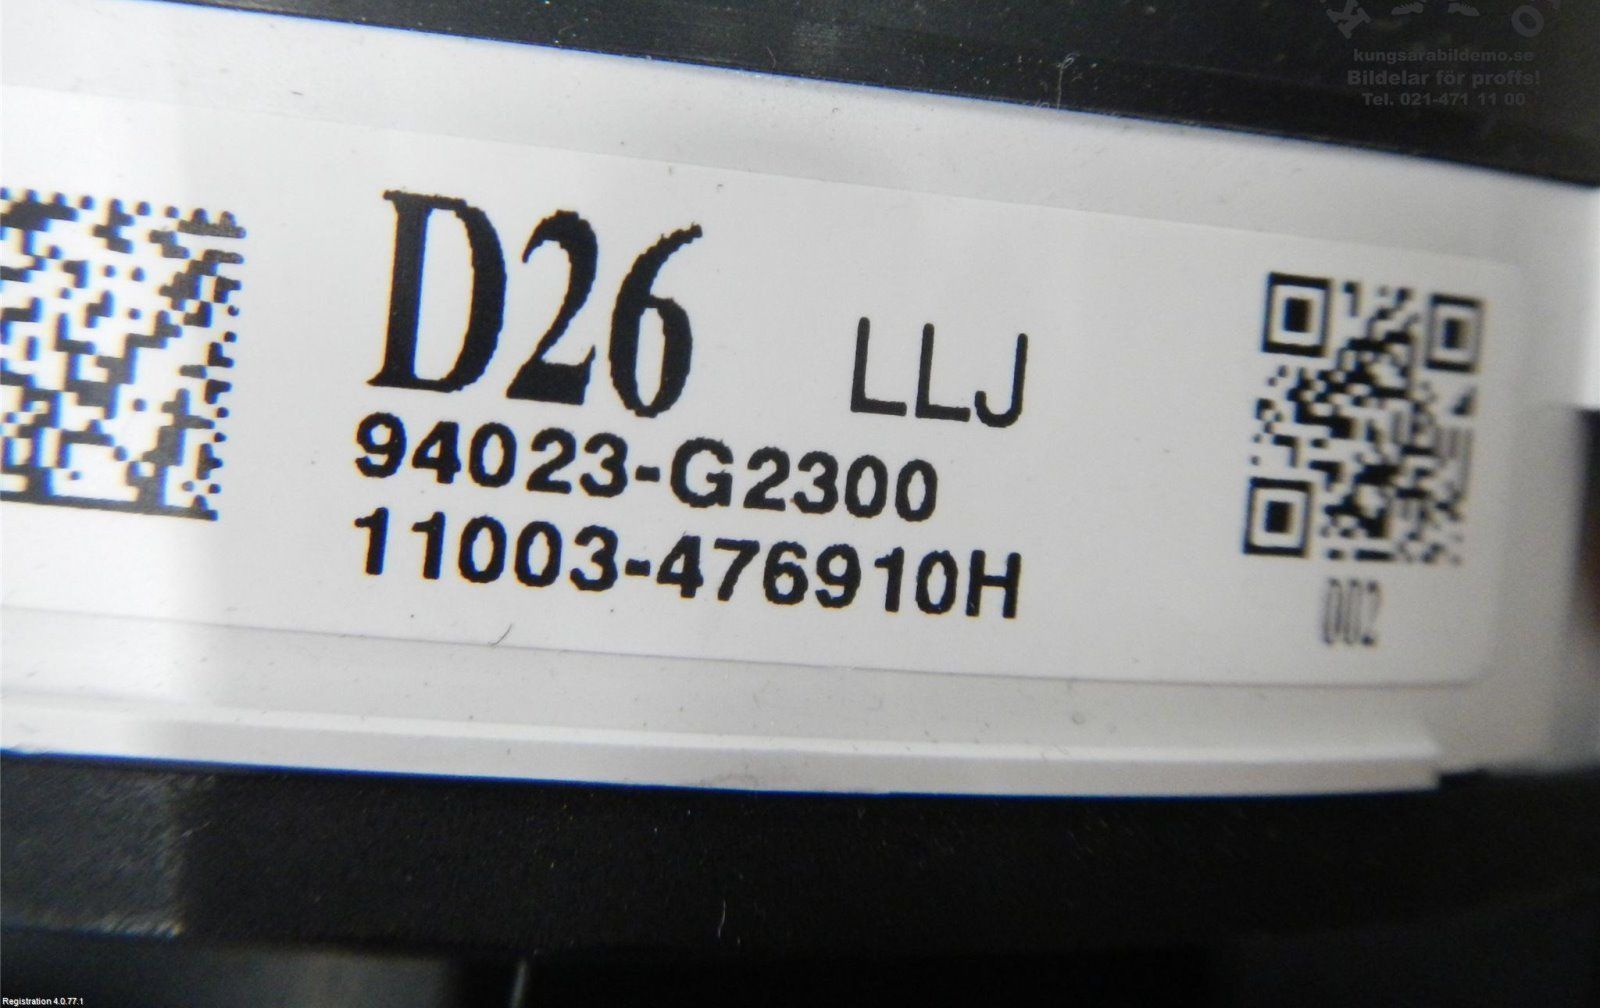 kungsarabildemo.se
Bildelar för proffs!
Tel. 021-471 11 00
D26
LLJ
94023-G2300
11003-476910H
002
Registration 4.0.77.1